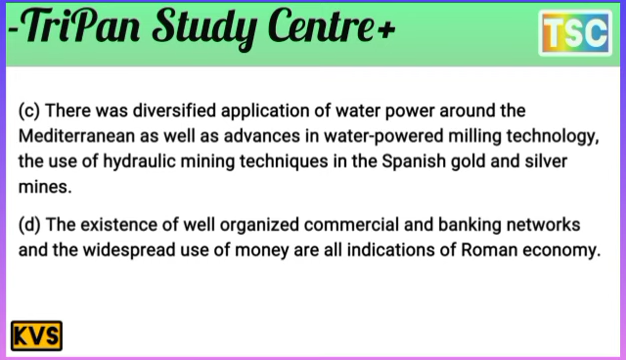 -TriPan Study Centre+
TSC
(c) There was diversified application of water power around the
Mediterranean as well as advances in water-powered milling technology,
the use of hydraulic mining techniques in the Spanish gold and silver
mines.
(d) The existence of well organized commercial and banking networks
and the widespread use of money are all indications of Roman economy.
KVS